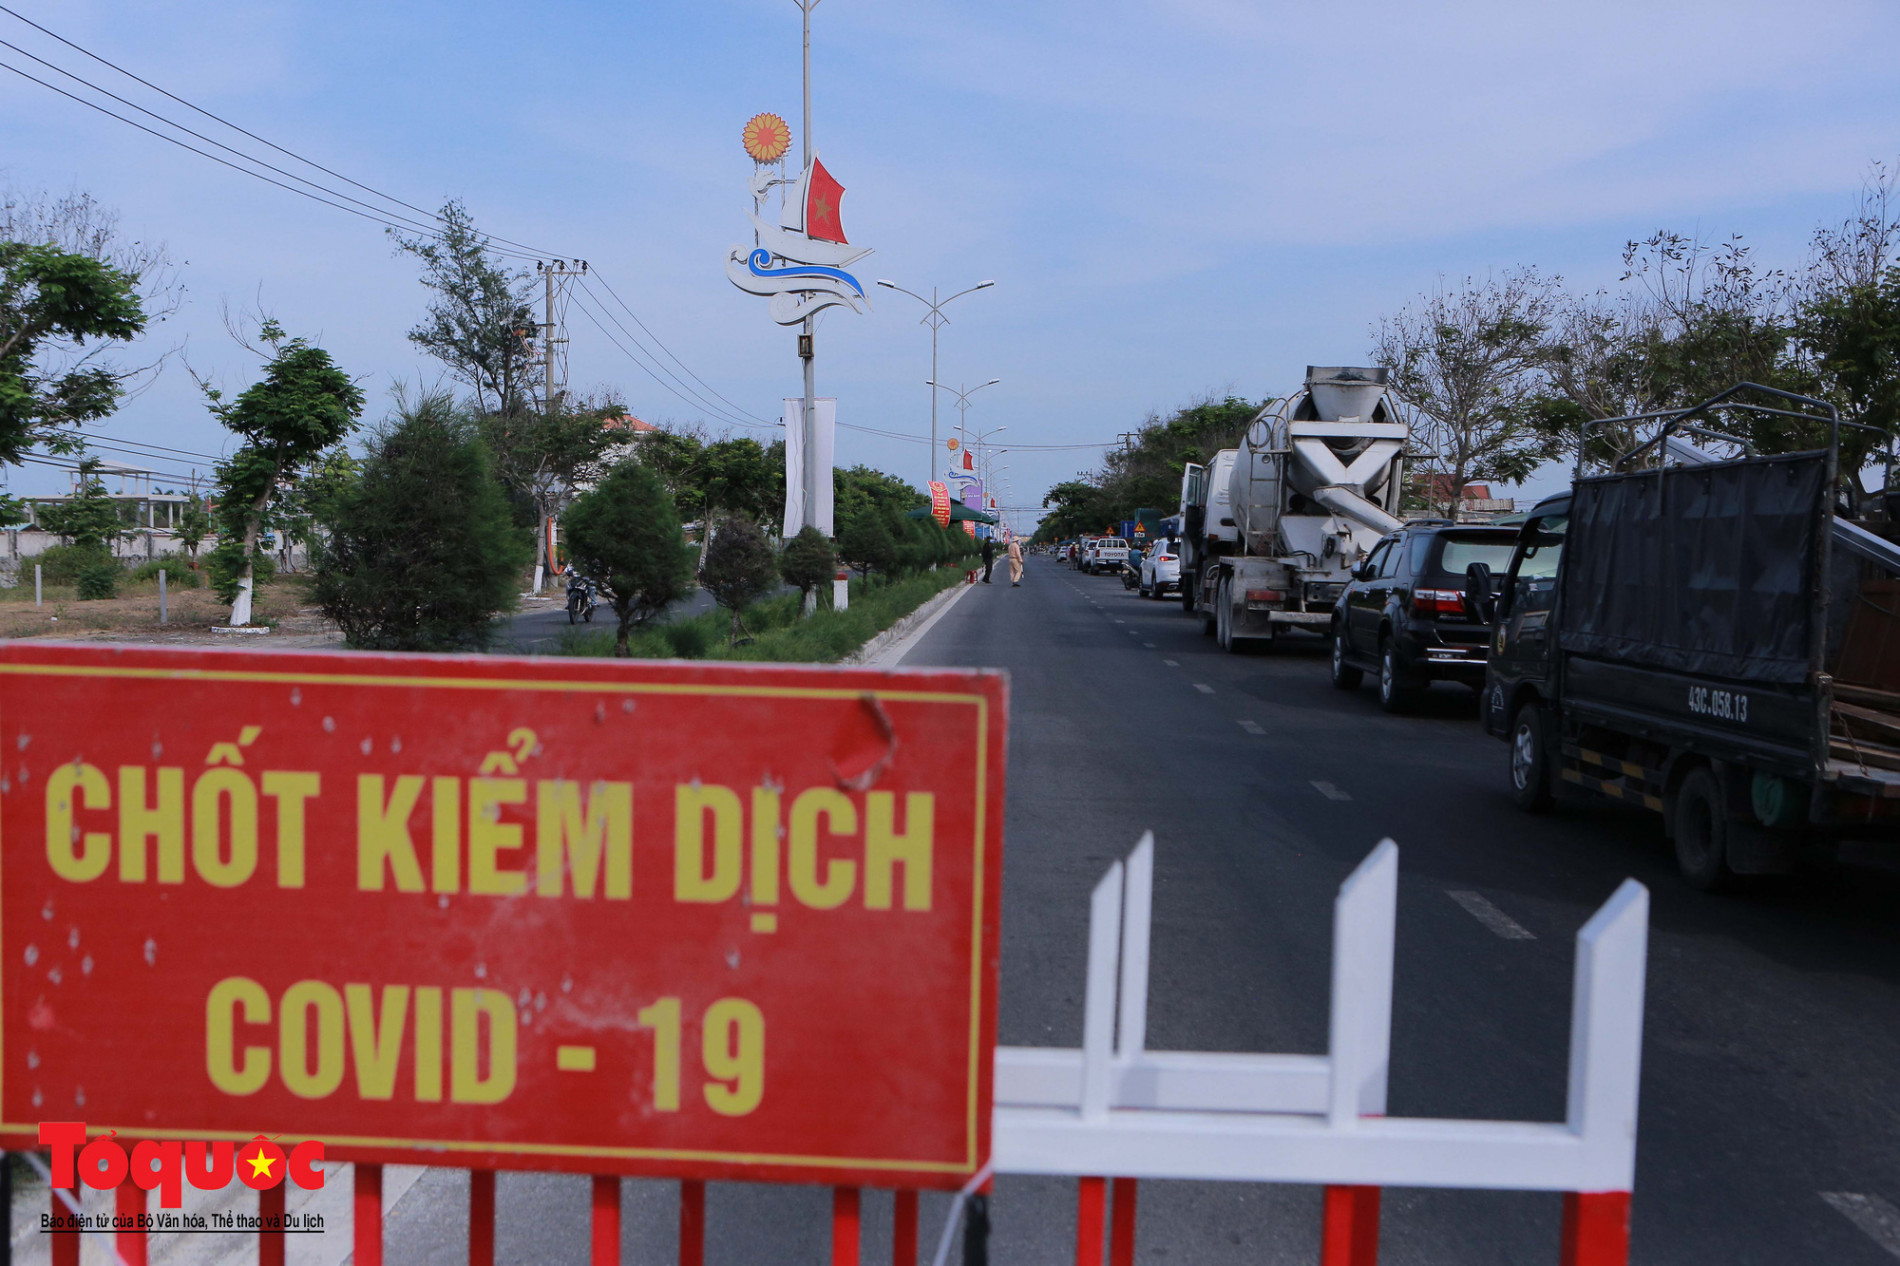 CHỐT KIỂM DỊCH
COVID - 19
43C.058.13
TOYOTA
Tổquốc
Báo điện tử của Bộ Văn hóa, Thể thao và Du lịch